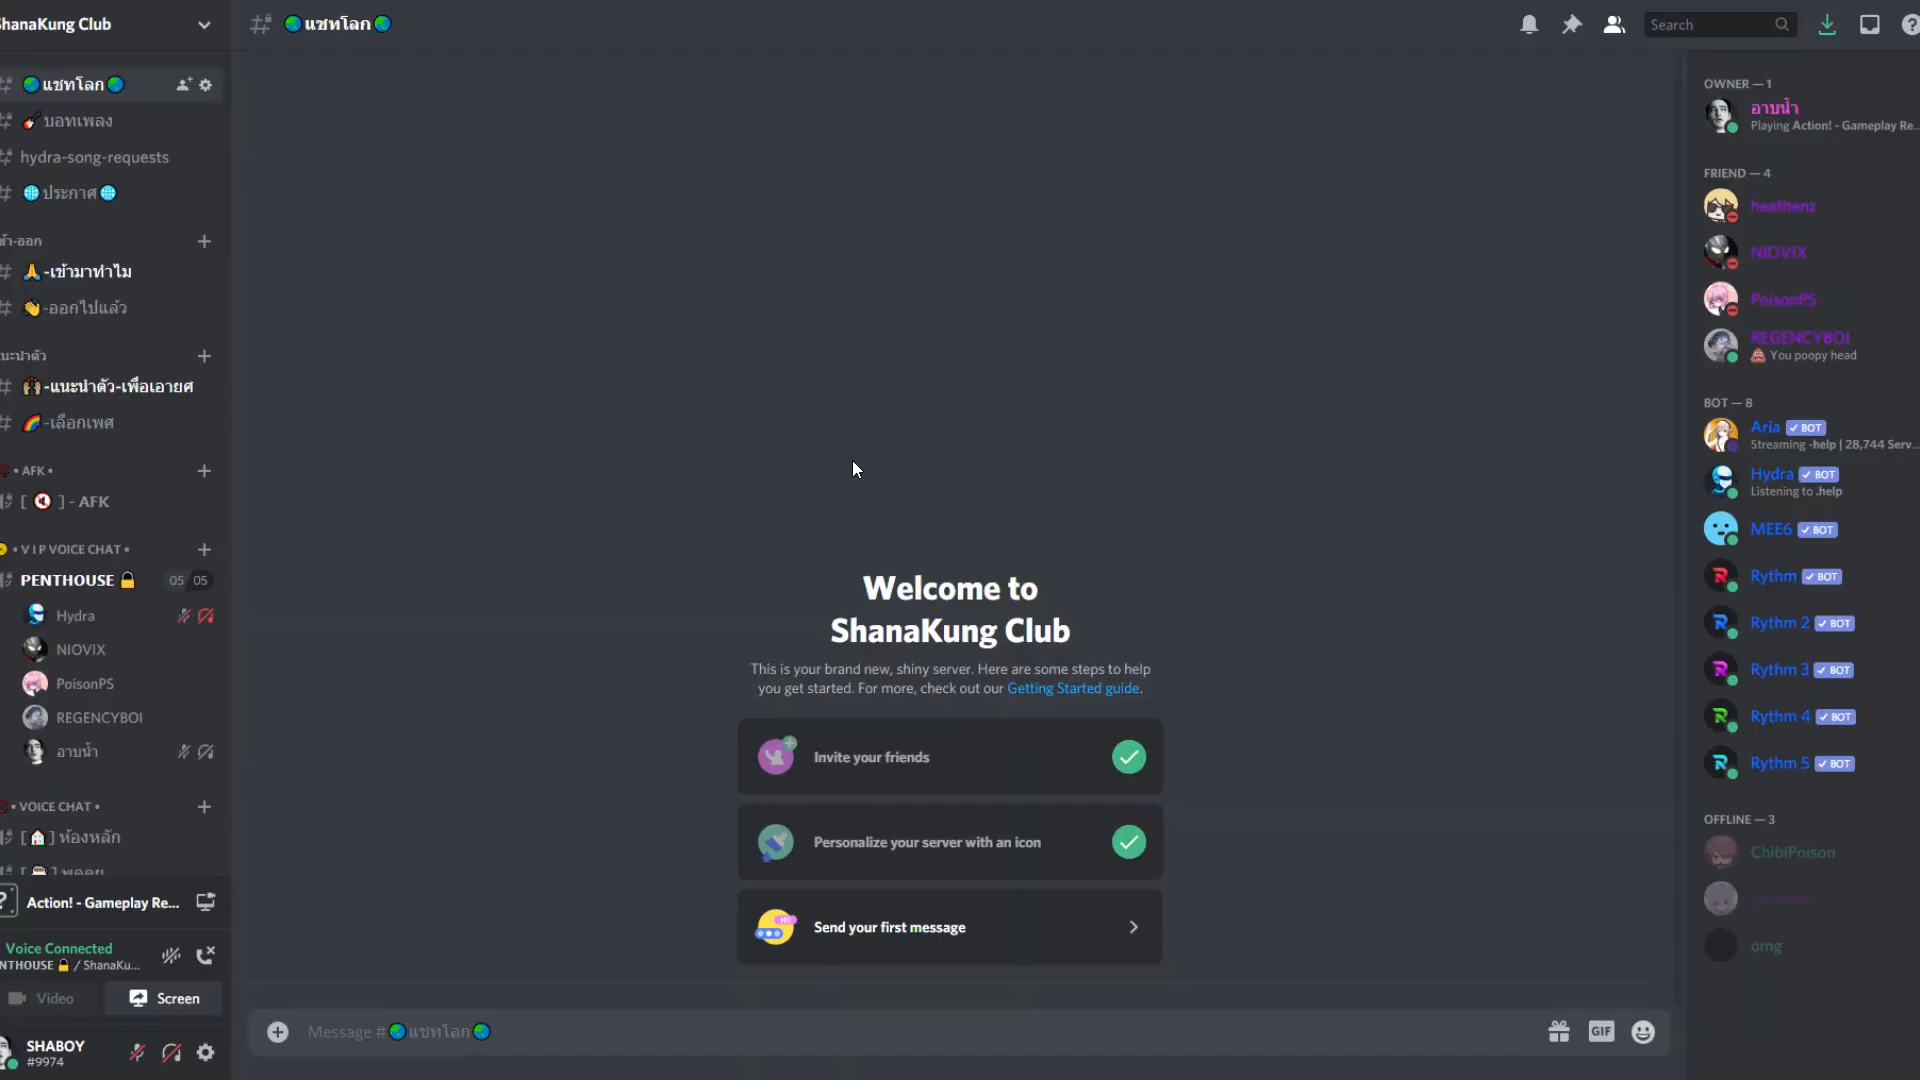 ShanaKung Club
แชทโลก
บอทเพลง
hydra-song-requests
ประกาศ
เข้า-ออก
-เข้ามาทำไม
-ออกไปแล้ว
แนะนำตัว
-แนะนำตัว-เพื่อเอายศ
-เลือกเพศ
• AFK •
[ ] - AFK
• V I P VOICE CHAT •
PENTHOUSE 05 05
Hydra
NIOVIX
PoisonPS
REGENCYBOI
อาบน้ำ
• VOICE CHAT •
[ ] ห้องหลัก
[ ] พูดคุย
Action! - Gameplay Re...
Voice Connected
NTHOUSE / ShanaKu...
Video Screen
SHABOY
#9974
แชทโลก
Search
Welcome to
ShanaKung Club
This is your brand new, shiny server. Here are some steps to help
you get started. For more, check out our Getting Started guide.
Invite your friends
Personalize your server with an icon
Send your first message
Message # แชทโลก
GIF
OWNER — 1
อาบน้ำ
Playing Action! - Gameplay Re...
FRIEND — 4
heathenz
NIOVIX
PoisonPS
REGENCYBOI
You poopy head
BOT — 8
Aria BOT
Streaming -help | 28,744 Serv...
Hydra BOT
Listening to .help
MEE6 BOT
Rythm BOT
Rythm 2 BOT
Rythm 3 BOT
Rythm 4 BOT
Rythm 5 BOT
OFFLINE — 3
ChibiPoison
omg